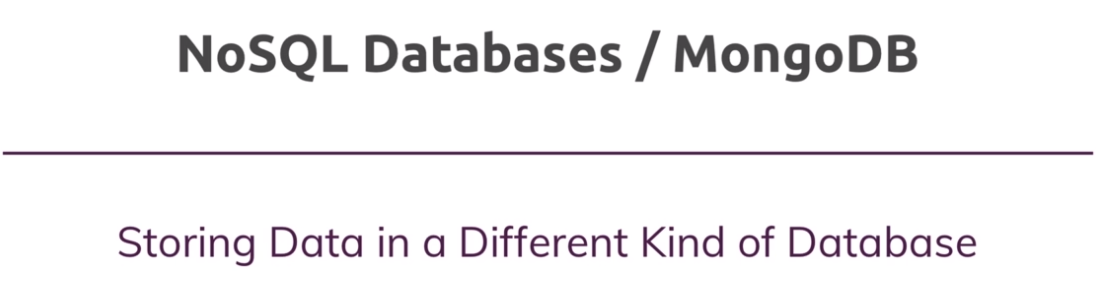 NoSQL Databases / MongoDB
Storing Data in a Different Kind of Database